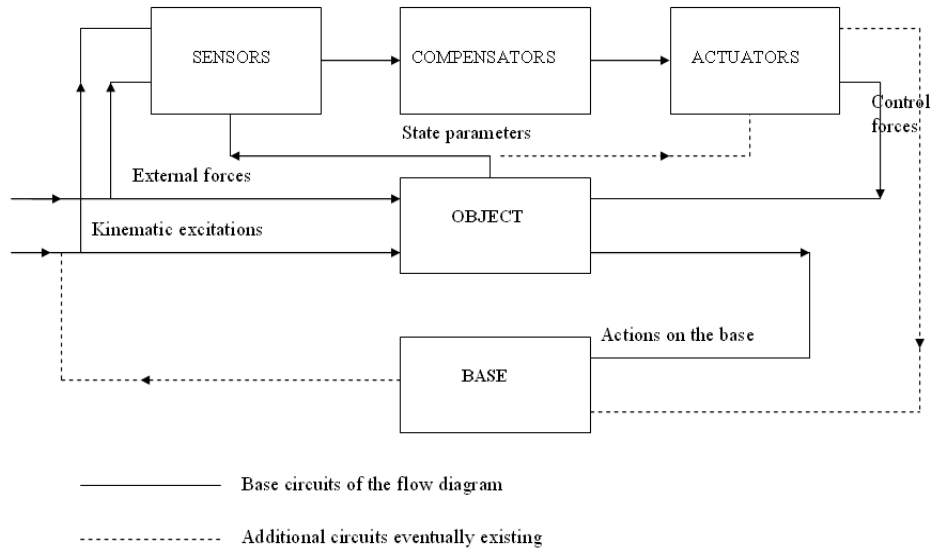 SENSORS
COMPENSATORS
ACTUATORS
Control
forces
State parameters
External forces
Kinematic excitations
OBJECT
Actions on the base
BASE
Base circuits of the flow diagram
Additional circuits eventually existing